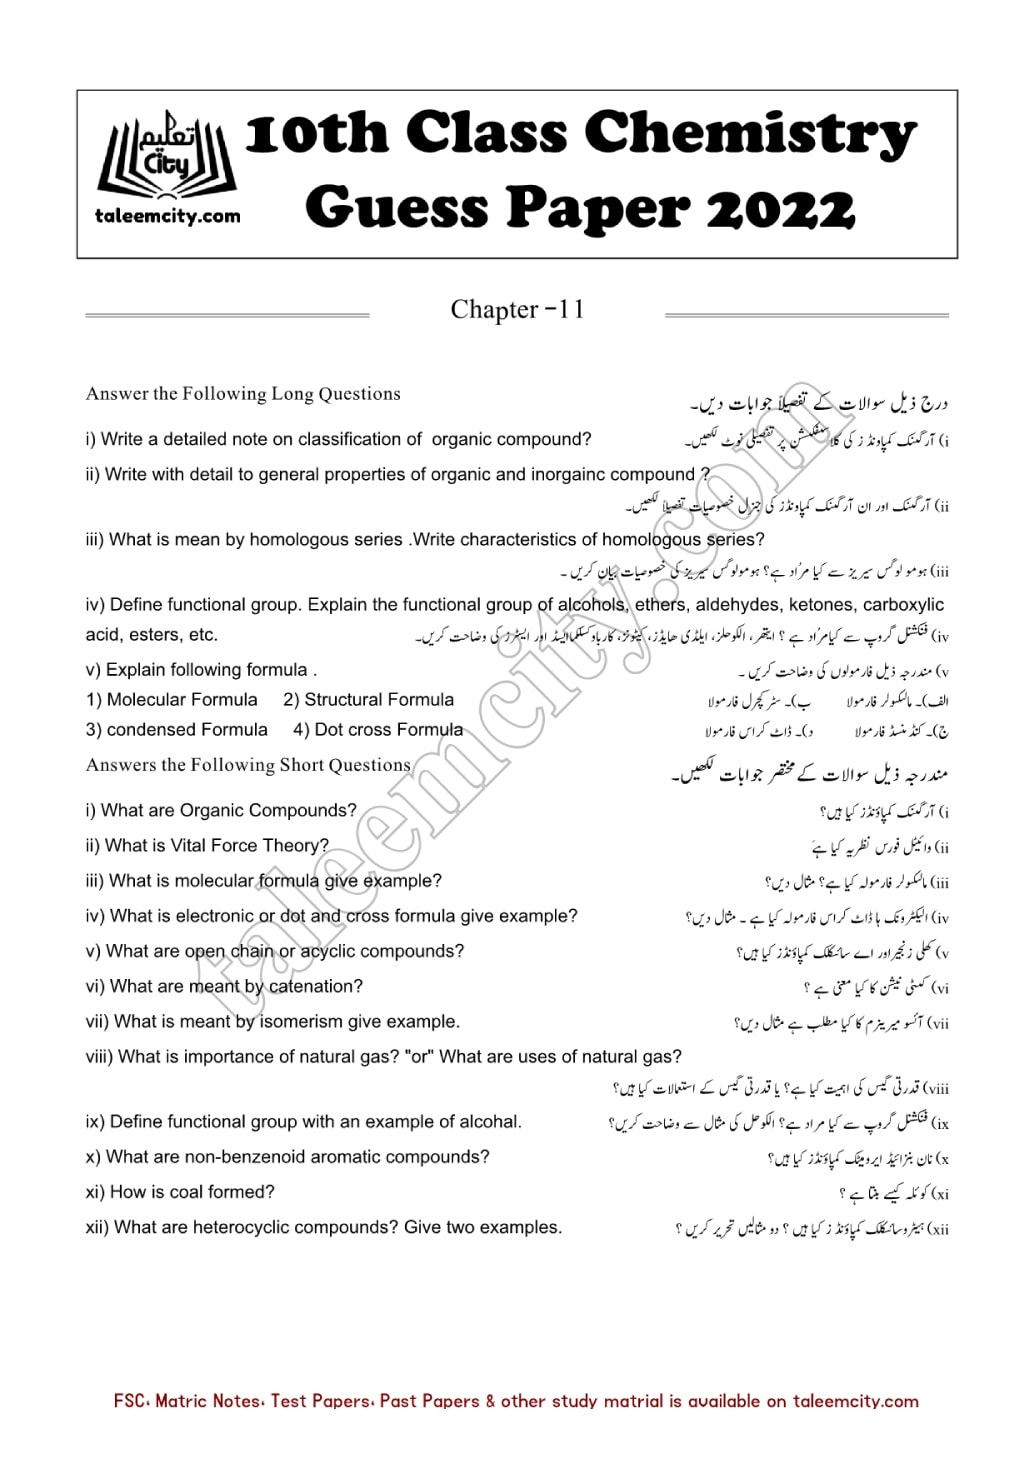 تعلیم
City
taleemcity.com
10th Class Chemistry
Guess Paper 2022
Chapter -11
Answer the Following Long Questions درج ذیل سوالات کے تفصیلاً جوابات دیں۔
i) Write a detailed note on classification of organic compound? i) آرگینک کمپاونڈز کی کلاسیفکیشن پر تفصیلی نوٹ لکھیں۔
ii) Write with detail to general properties of organic and inorgainc compound ?
ii) آرگینک اور ان آرگینک کمپاونڈز کی جنرل خصوصیات تفصیلاً لکھیں۔
iii) What is mean by homologous series .Write characteristics of homologous series?
iii) ہومولوگس سیریز سے کیا مُراد ہے؟ ہومولوگس سیریز کی خصوصیات بیان کریں ۔
iv) Define functional group. Explain the functional group of alcohols, ethers, aldehydes, ketones, carboxylic
acid, esters, etc. iv) فنکشنل گروپ سے کیامُراد ہے ؟ ایتھر، الکوحلز، ایلڈی ھایڈز، کیٹونز، کاربوکسلک ایسڈ اور ایسٹرز کی وضاحت کریں۔
v) Explain following formula . v) مندرجہ ذیل فارمولوں کی وضاحت کریں ۔
1) Molecular Formula 2) Structural Formula الف)۔ مالیکولر فارمولا ب)۔ سٹرکچرل فارمولا
3) condensed Formula 4) Dot cross Formula ج)۔ کنڈنسڈ فارمولا د)۔ ڈاٹ کراس فارمولا
Answers the Following Short Questions مندرجہ ذیل سوالات کے مختصر جوابات لکھیں۔
i) What are Organic Compounds? i) آرگینک کمپاؤنڈز کیا ہیں؟
ii) What is Vital Force Theory? ii) وائیٹل فورس نظریہ کیا ہے
iii) What is molecular formula give example? iii) مالیکولر فارمولہ کیا ہے؟ مثال دیں؟
iv) What is electronic or dot and cross formula give example? iv) الیکٹرونک یا ڈاٹ کراس فارمولہ کیا ہے ۔ مثال دیں؟
v) What are open chain or acyclic compounds? v) کھلی زنجیراور اے سائیکلک کمپاؤنڈز کیا ہیں؟
vi) What are meant by catenation? vi) کیٹی نیشن کا کیا معنی ہے ؟
vii) What is meant by isomerism give example. vii) آئسو میریزم کا کیا مطلب ہے مثال دیں؟
viii) What is importance of natural gas? "or" What are uses of natural gas?
viii) قدرتی گیس کی اہمیت کیا ہے؟ یا قدرتی گیس کے استعمالات کیا ہیں؟
ix) Define functional group with an example of alcohal. ix) فنکشنل گروپ سے کیا مراد ہے؟ الکوحل کی مثال سے وضاحت کریں؟
x) What are non-benzenoid aromatic compounds? x) نان بنزائیڈ ایرومیٹک کمپاؤنڈز کیا ہیں؟
xi) How is coal formed? xi) کوئلہ کیسے بنتا ہے ؟
xii) What are heterocyclic compounds? Give two examples. xii) ہیٹروسائیکلک کمپاؤنڈز کیا ہیں ؟ دو مثالیں تحریر کریں ؟
taleemcity.com
FSC، Matric Notes، Test Papers، Past Papers & other study matrial is available on taleemcity.com